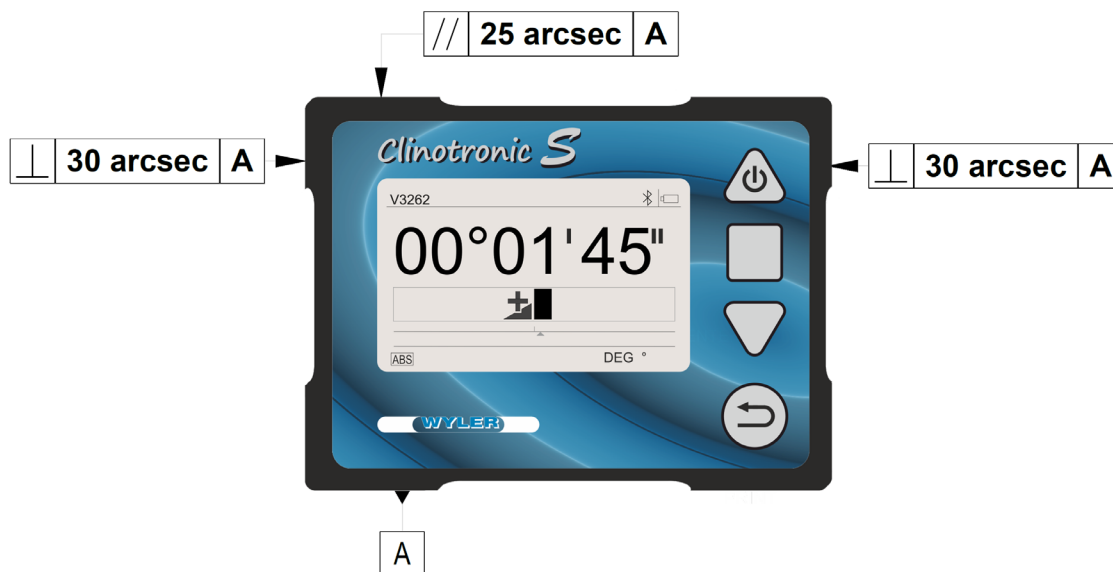 // 25 arcsec A
⊥ 30 arcsec A
⊥ 30 arcsec A
Clinotronic S
V3262
00°01'45"
+
ABS
DEG °
WYLER
A